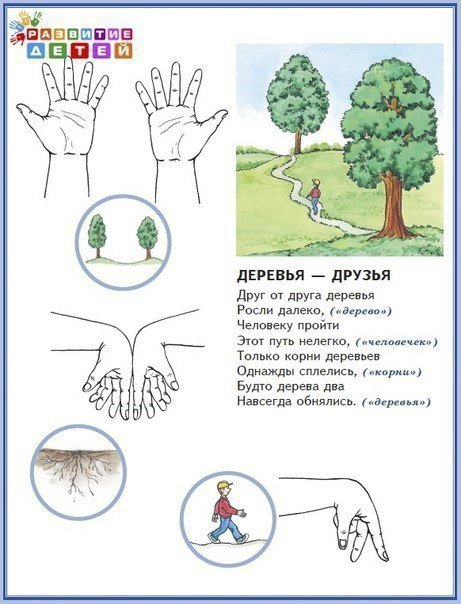 РАЗВИТИЕ
ДЕТЕЙ
ДЕРЕВЬЯ — ДРУЗЬЯ
Друг от друга деревья
Росли далеко, («дерево»)
Человеку пройти
Этот путь нелегко, («человечек»)
Только корни деревьев
Однажды сплелись, («корни»)
Будто дерева два
Навсегда обнялись. («деревья»)